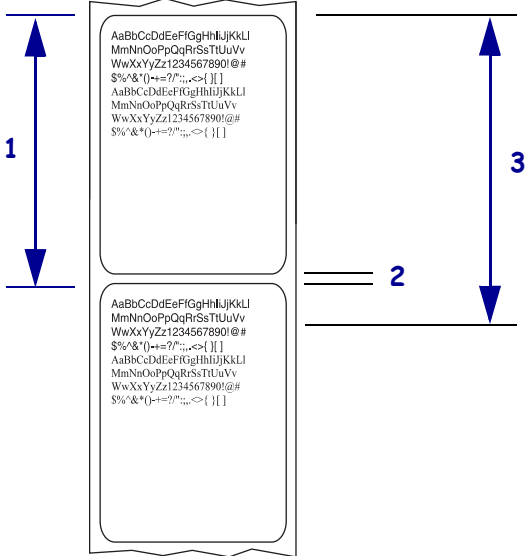 AaBbCcDdEeFfGgHhIiJjKkLl
MmNnOoPpQqRrSsTtUuVv
WwXxYyZz1234567890!@#
$%^&*()-+=?/":;,.<>{ }[ ]
AaBbCcDdEeFfGgHhIiJjKkLl
MmNnOoPpQqRrSsTtUuVv
WwXxYyZz1234567890!@#
$%^&*()-+=?/":;,.<>{ }[ ]
1
3
2
AaBbCcDdEeFfGgHhIiJjKkLl
MmNnOoPpQqRrSsTtUuVv
WwXxYyZz1234567890!@#
$%^&*()-+=?/":;,.<>{ }[ ]
AaBbCcDdEeFfGgHhIiJjKkLl
MmNnOoPpQqRrSsTtUuVv
WwXxYyZz1234567890!@#
$%^&*()-+=?/":;,.<>{ }[ ]